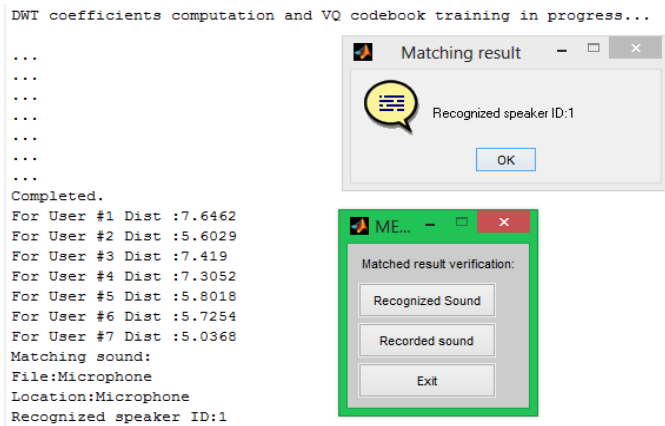 DWT coefficients computation and VQ codebook training in progress...
...
...
...
...
...
...
...
Completed.
For User #1 Dist :7.6462
For User #2 Dist :5.6029
For User #3 Dist :7.419
For User #4 Dist :7.3052
For User #5 Dist :5.8018
For User #6 Dist :5.7254
For User #7 Dist :5.0368
Matching sound:
File:Microphone
Location:Microphone
Recognized speaker ID:1
Matching result
Recognized speaker ID:1
OK
ME...
Matched result verification:
Recognized Sound
Recorded sound
Exit